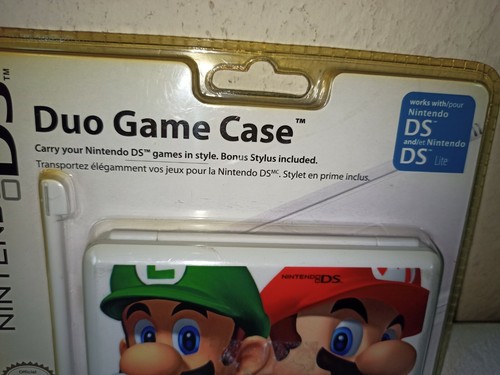 Duo Game Case™
Carry your Nintendo DS™ games in style. Bonus Stylus included.
Transportez élégamment vos jeux pour la Nintendo DSᴹᶜ. Stylet en prime inclus.
works with/pour
Nintendo
DS™
and/et Nintendo
DS™ Lite
NINTENDO DS™
L
NINTENDO DS